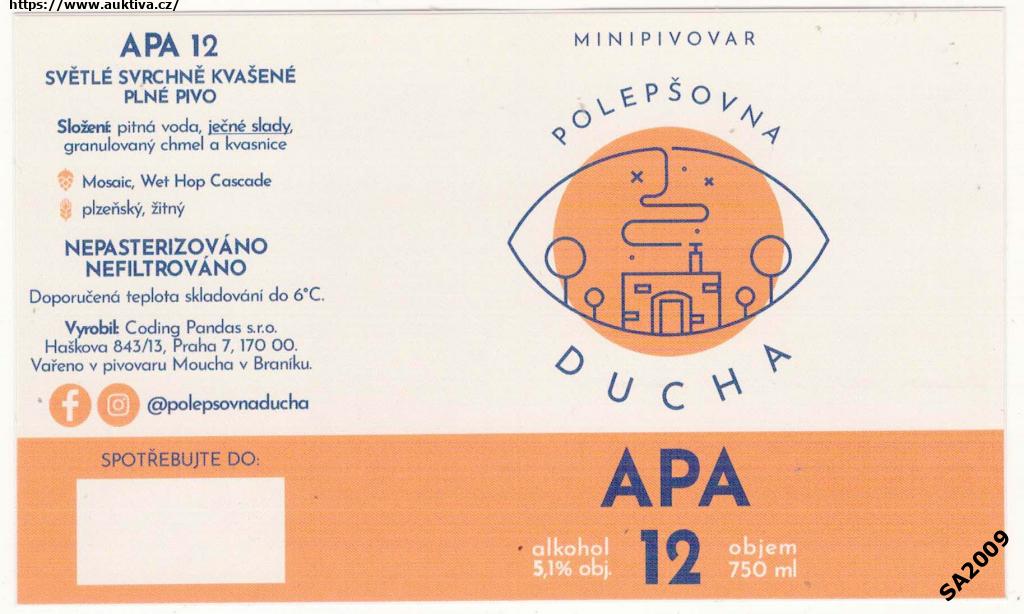 https://www.auktiva.cz/
APA 12
SVĚTLÉ SVRCHNĚ KVAŠENÉ
PLNÉ PIVO
Složení: pitná voda, ječné slady,
granulovaný chmel a kvasnice
Mosaic, Wet Hop Cascade
plzeňský, žitný
NEPASTERIZOVÁNO
NEFILTROVÁNO
Doporučená teplota skladování do 6°C.
Vyrobil: Coding Pandas s.r.o.
Haškova 843/13, Praha 7, 170 00.
Vařeno v pivovaru Moucha v Braníku.
@polepsovnaducha
SPOTŘEBUJTE DO:
MINIPIVOVAR
POLEPŠOVNA
DUCHA
APA
12
alkohol
5,1% obj.
objem
750 ml
SA2009